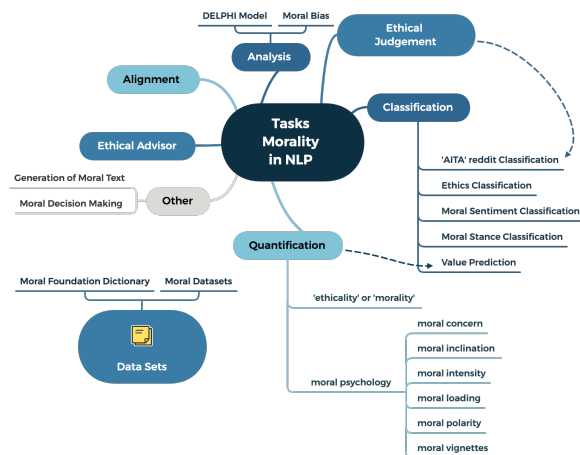 DELPHI Model
Moral Bias
Ethical
Judgement
Analysis
Alignment
Classification
Tasks
Morality
in NLP
Ethical Advisor
'AITA' reddit Classification
Generation of Moral Text
Ethics Classification
Moral Decision Making
Other
Moral Sentiment Classification
Moral Stance Classification
Quantification
Value Prediction
Moral Foundation Dictionary
Moral Datasets
'ethicality' or 'morality'
Data Sets
moral psychology
moral concern
moral inclination
moral intensity
moral loading
moral polarity
moral vignettes